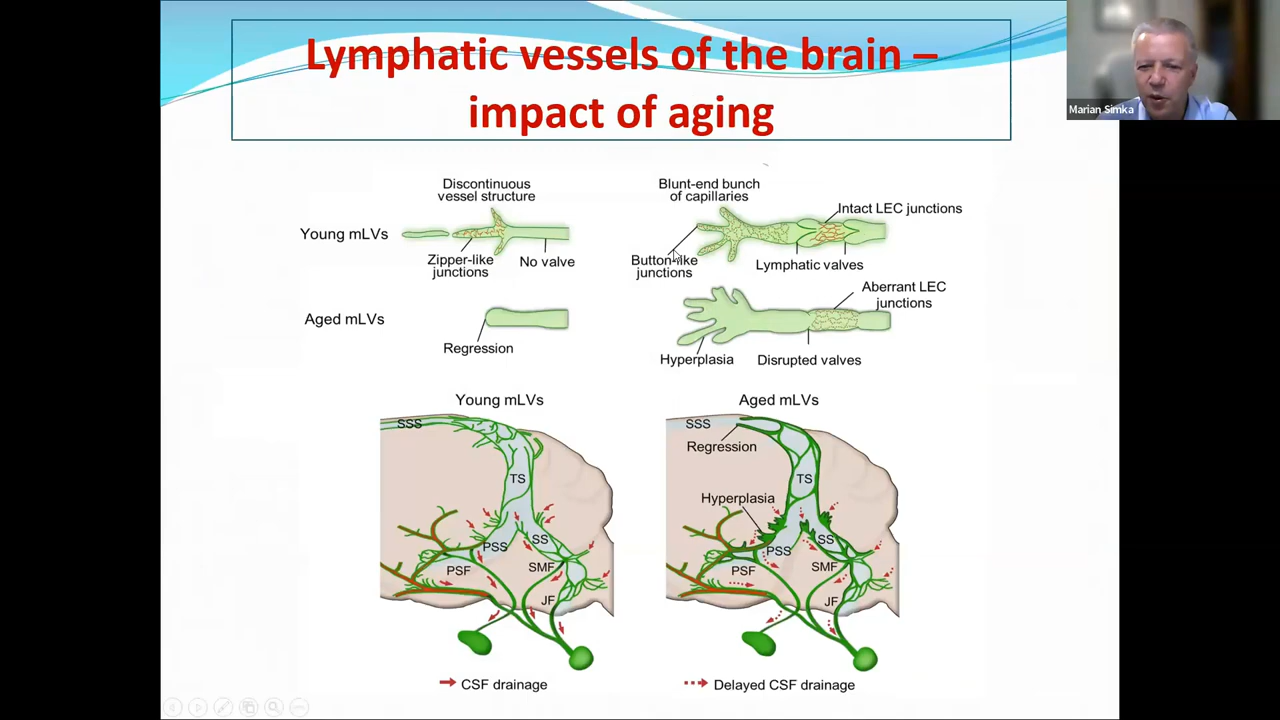 Lymphatic vessels of the brain –
impact of aging
Marian Simka
Discontinuous
vessel structure
Blunt-end bunch
of capillaries
Intact LEC junctions
Young mLVs
Zipper-like
junctions
No valve
Button-like
junctions
Lymphatic valves
Aberrant LEC
junctions
Aged mLVs
Regression
Hyperplasia
Disrupted valves
Young mLVs
SSS
TS
PSS
SS
PSF
SMF
JF
Aged mLVs
SSS
Regression
TS
Hyperplasia
PSS
SS
PSF
SMF
JF
CSF drainage
Delayed CSF drainage